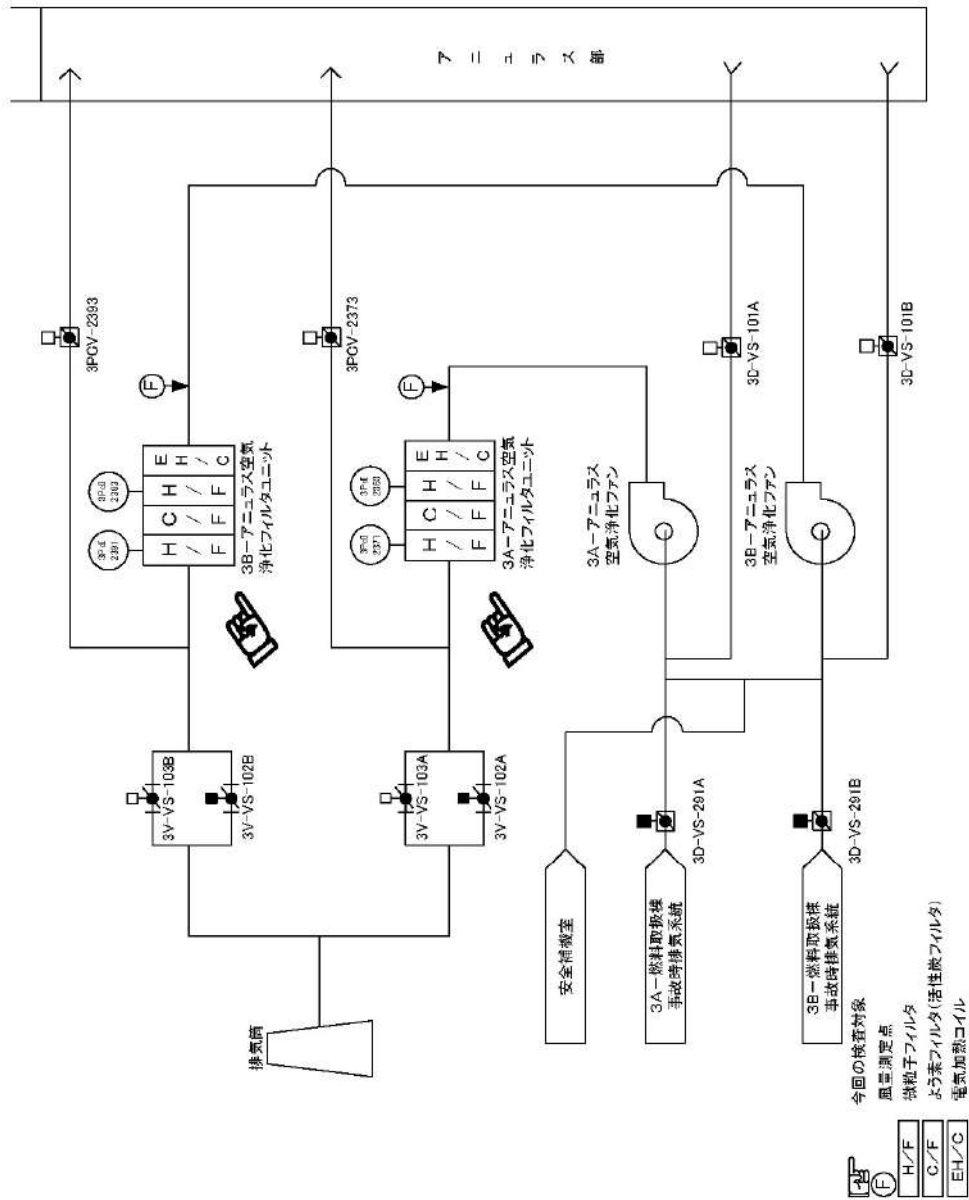 アニュラス部
3PCV-2393
3PCV-2373
3D-VS-101A
3D-VS-101B
F
F
H/F
C/F
H/F
EH/C
3B-アニュラス空気
浄化フィルタユニット
H/F
C/F
H/F
EH/C
3A-アニュラス空気
浄化フィルタユニット
3A-アニュラス
空気浄化ファン
3B-アニュラス
空気浄化ファン
3V-VS-103B
3V-VS-102B
3V-VS-103A
3V-VS-102A
3D-VS-291A
3D-VS-291B
排気筒
安全補機室
3A-燃料取扱棟
事故時排気系統
3B-燃料取扱棟
事故時排気系統
今回の検査対象
F 風量測定点
H/F 微粒子フィルタ
C/F よう素フィルタ(活性炭フィルタ)
EH/C 電気加熱コイル